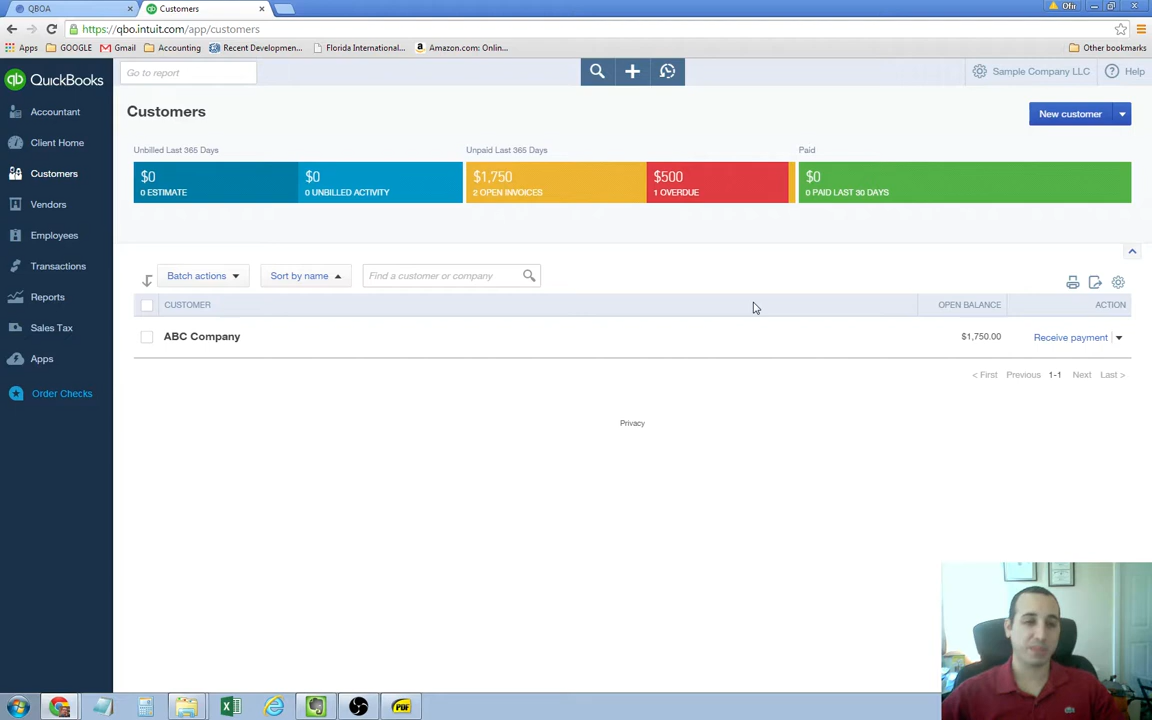 QBOA
Customers
Ofir
https://qbo.intuit.com/app/customers
Apps
GOOGLE
Gmail
Accounting
Recent Developmen...
Florida International...
Amazon.com: Onlin...
Other bookmarks
qb QuickBooks
Go to report
Sample Company LLC
Help
Accountant
Client Home
Customers
Vendors
Employees
Transactions
Reports
Sales Tax
Apps
Order Checks
Customers
New customer
Unbilled Last 365 Days
Unpaid Last 365 Days
Paid
$0
0 ESTIMATE
$0
0 UNBILLED ACTIVITY
$1,750
2 OPEN INVOICES
$500
1 OVERDUE
$0
0 PAID LAST 30 DAYS
Batch actions
Sort by name
Find a customer or company
CUSTOMER
OPEN BALANCE
ACTION
ABC Company
$1,750.00
Receive payment
< First Previous 1-1 Next Last >
Privacy
PDF